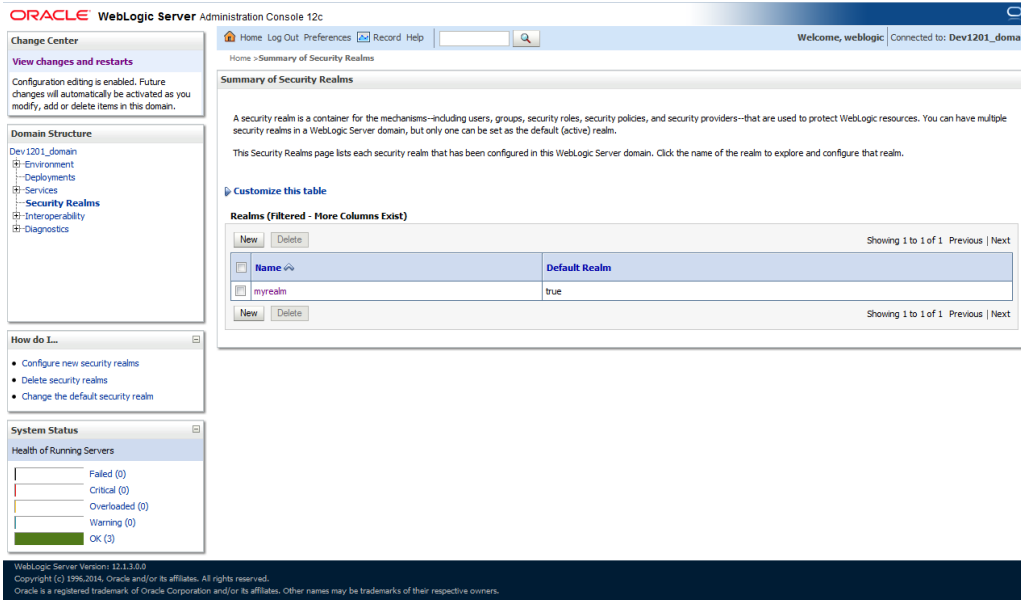 ORACLE WebLogic Server Administration Console 12c
Change Center
View changes and restarts
Configuration editing is enabled. Future
changes will automatically be activated as you
modify, add or delete items in this domain.
Domain Structure
Dev1201_domain
Environment
Deployments
Services
Security Realms
Interoperability
Diagnostics
How do I...
Configure new security realms
Delete security realms
Change the default security realm
System Status
Health of Running Servers
Failed (0)
Critical (0)
Overloaded (0)
Warning (0)
OK (3)
Home Log Out Preferences Record Help
Welcome, weblogic Connected to: Dev1201_doma
Home >Summary of Security Realms
Summary of Security Realms
A security realm is a container for the mechanisms--including users, groups, security roles, security policies, and security providers--that are used to protect WebLogic resources. You can have multiple
security realms in a WebLogic Server domain, but only one can be set as the default (active) realm.
This Security Realms page lists each security realm that has been configured in this WebLogic Server domain. Click the name of the realm to explore and configure that realm.
Customize this table
Realms (Filtered - More Columns Exist)
New Delete Showing 1 to 1 of 1 Previous | Next
Name Default Realm
myrealm true
New Delete Showing 1 to 1 of 1 Previous | Next
WebLogic Server Version: 12.1.3.0.0
Copyright (c) 1996,2014, Oracle and/or its affiliates. All rights reserved.
Oracle is a registered trademark of Oracle Corporation and/or its affiliates. Other names may be trademarks of their respective owners.